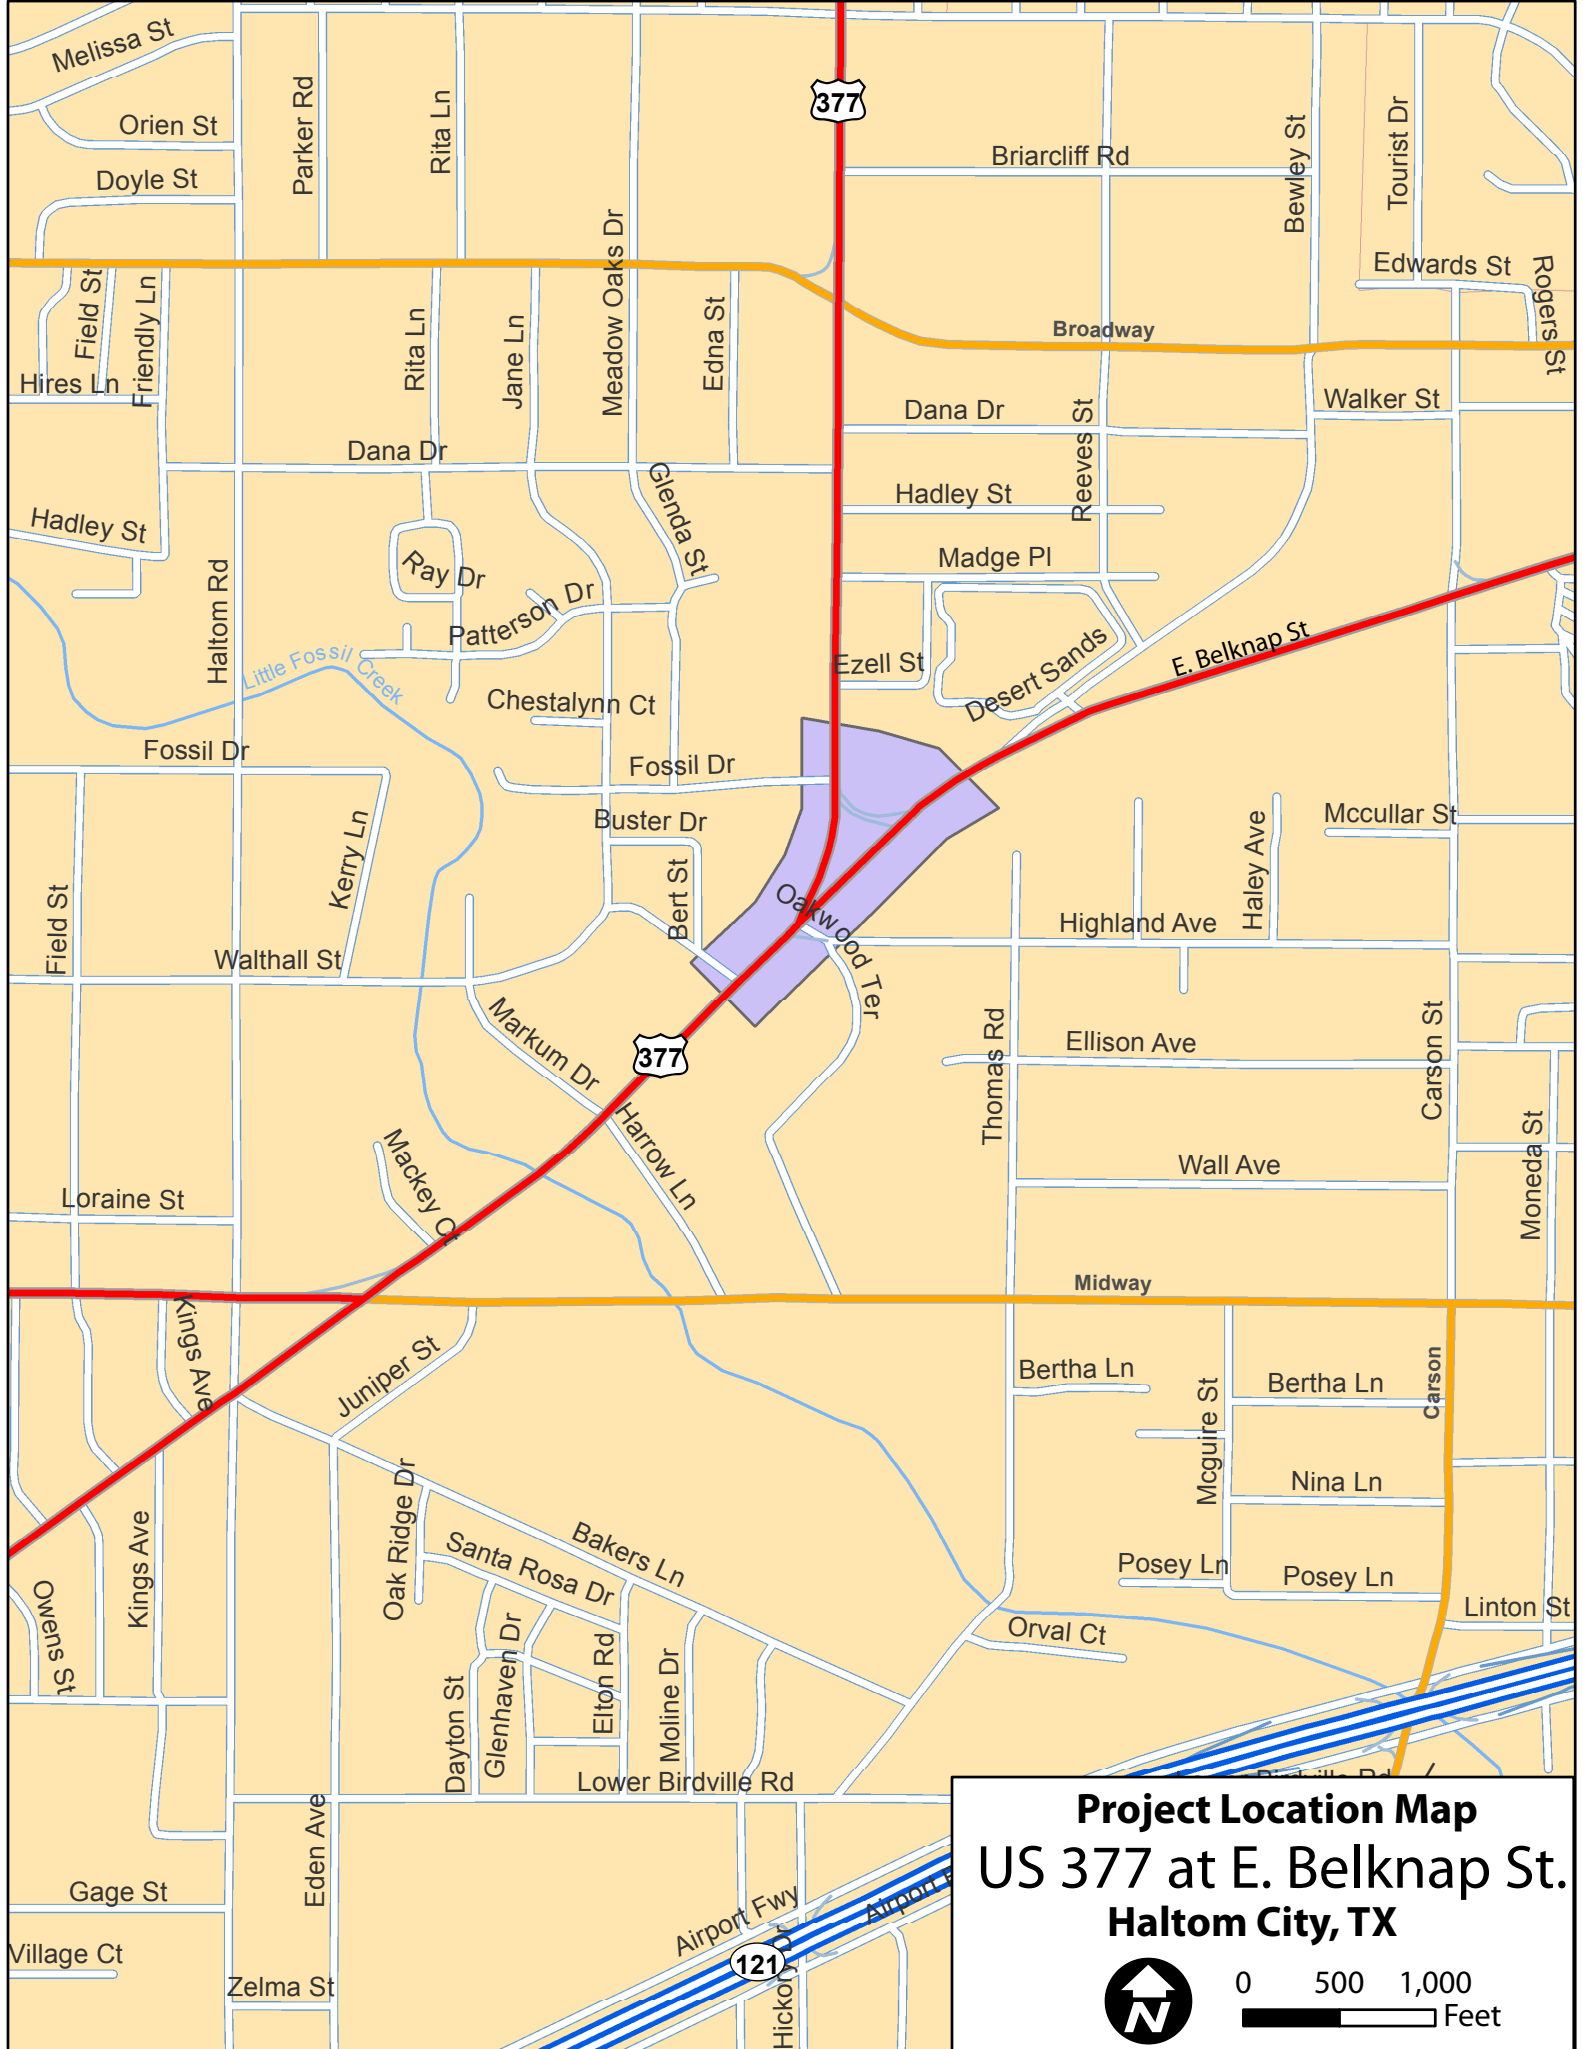 Melissa St
Orien St
Doyle St
Parker Rd
Rita Ln
377
Briarcliff Rd
Bewley St
Tourist Dr
Edwards St
Rogers St
Field St
Friendly Ln
Hires Ln
Rita Ln
Jane Ln
Meadow Oaks Dr
Edna St
Broadway
Walker St
Dana Dr
Dana Dr
Reeves St
Glenda St
Hadley St
Hadley St
Haltom Rd
Ray Dr
Patterson Dr
Madge Pl
Little Fossil Creek
Ezell St
Desert Sands
E. Belknap St
Chestalynn Ct
Fossil Dr
Fossil Dr
Buster Dr
Kerry Ln
Bert St
Field St
Walthall St
Oakwood Ter
Highland Ave
Haley Ave
Mccullar St
Markum Dr
377
Thomas Rd
Ellison Ave
Carson St
Harrow Ln
Mackey Ct
Wall Ave
Moneda St
Loraine St
Midway
Kings Ave
Juniper St
Bertha Ln
Bertha Ln
Carson
Mcguire St
Nina Ln
Oak Ridge Dr
Kings Ave
Santa Rosa Dr
Bakers Ln
Posey Ln
Posey Ln
Linton St
Owens St
Orval Ct
Dayton St
Glenhaven Dr
Elton Rd
Moline Dr
Lower Birdville Rd
Eden Ave
Gage St
Village Ct
Zelma St
Airport Fwy
Airport
121
Hickory Dr
Project Location Map
US 377 at E. Belknap St.
Haltom City, TX
N
0 500 1,000
Feet